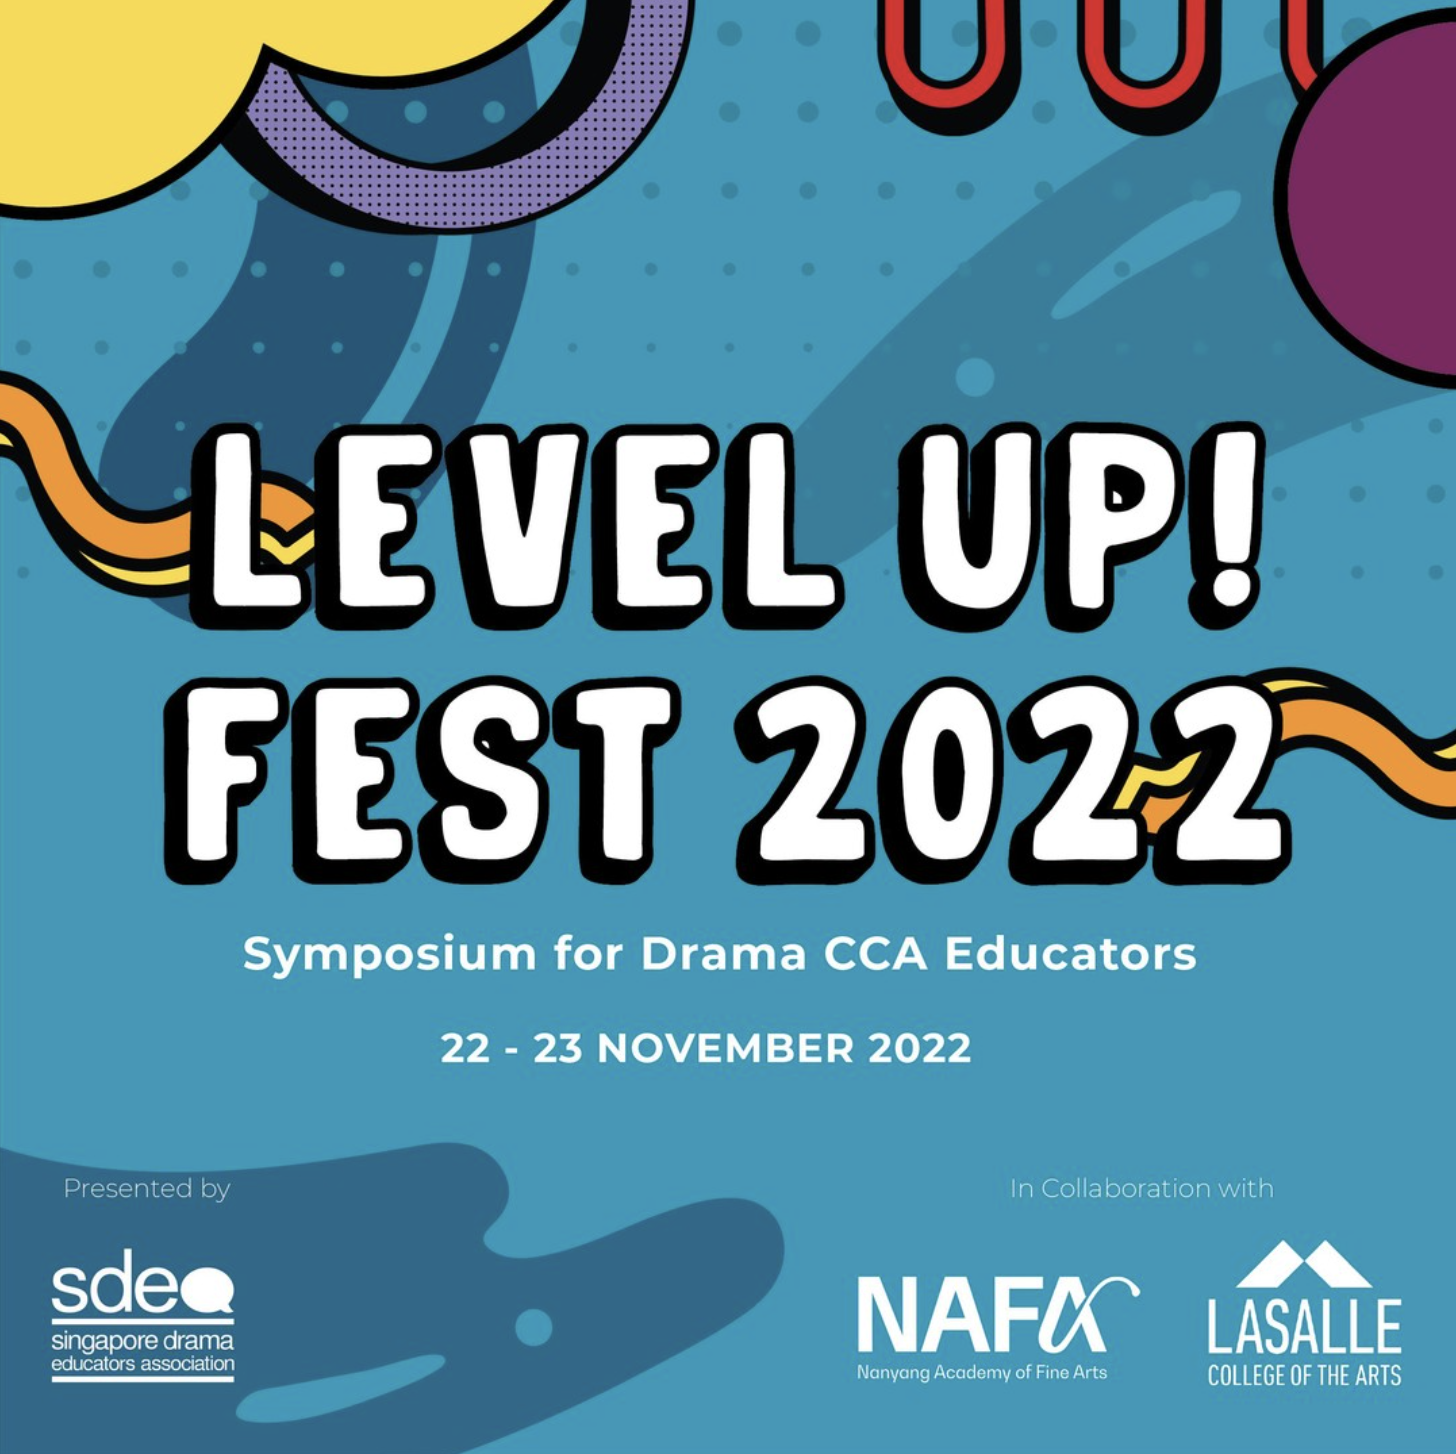 LEVEL UP!
FEST 2022
Symposium for Drama CCA Educators
22 - 23 NOVEMBER 2022
Presented by
sdea
singapore drama
educators association
In Collaboration with
NAFA
Nanyang Academy of Fine Arts
LASALLE
COLLEGE OF THE ARTS